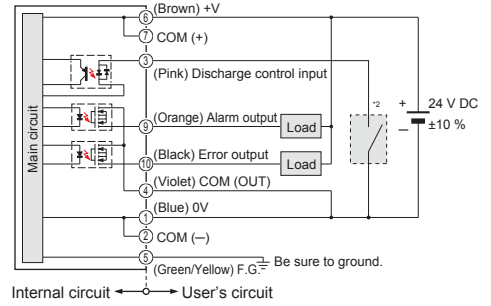 (Brown) +V
6
7 COM (+)
3
(Pink) Discharge control input
Main circuit
*2
+ 24 V DC
– ±10 %
(Orange) Alarm output
9
Load
(Black) Error output
10
Load
(Violet) COM (OUT)
4
(Blue) 0V
1
2 COM (–)
5
Be sure to ground.
(Green/Yellow) F.G.
Internal circuit User's circuit